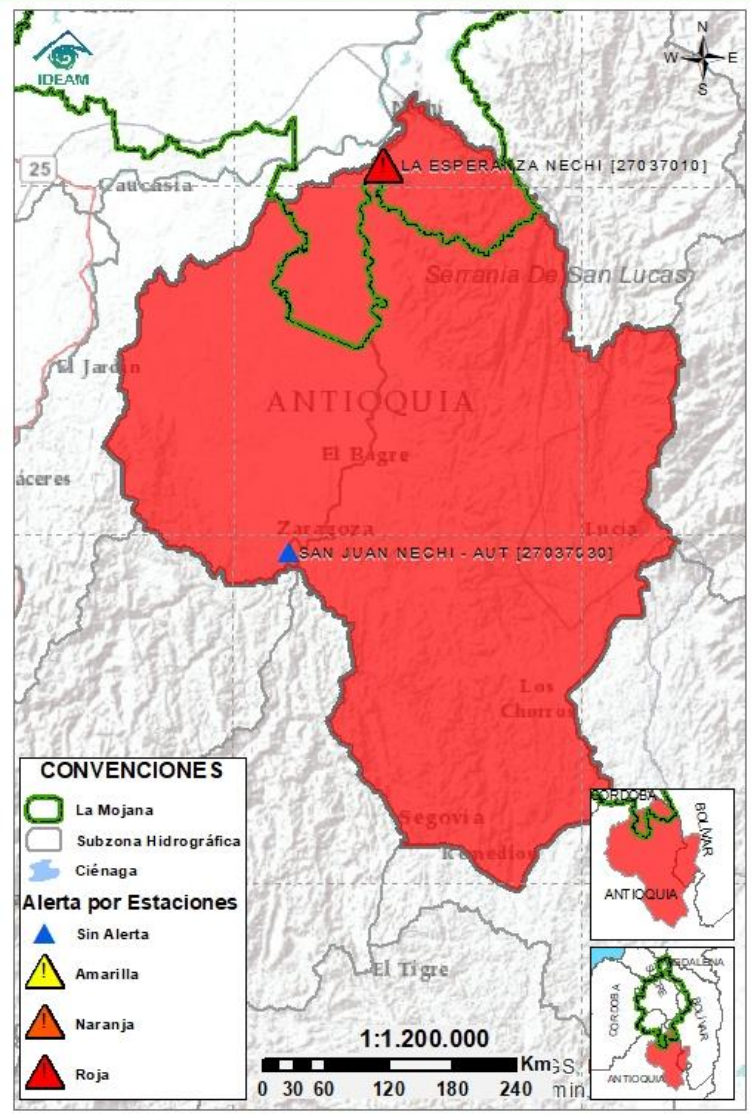 IDEAM
N
W E
S
LA ESPERANZA NECHI [27037010]
25
Caucasia
Serrania De San Lucas
El Jardin
ANTIOQUIA
El Bagre
áceres
Zaragoza
Lucia
SAN JUAN NECHI - AUT [27037030]
Los
Chorros
CONVENCIONES
La Mojana
Subzona Hidrográfica
Ciénaga
Alerta por Estaciones
Sin Alerta
Amarilla
Naranja
Roja
Segovia
Remedios
El Tigre
1:1.200.000
Km
0 30 60 120 180 240
CORDOBA
BOLÍVAR
ANTIOQUIA
CORDOBA
BOLÍVAR
ANTIOQUIA